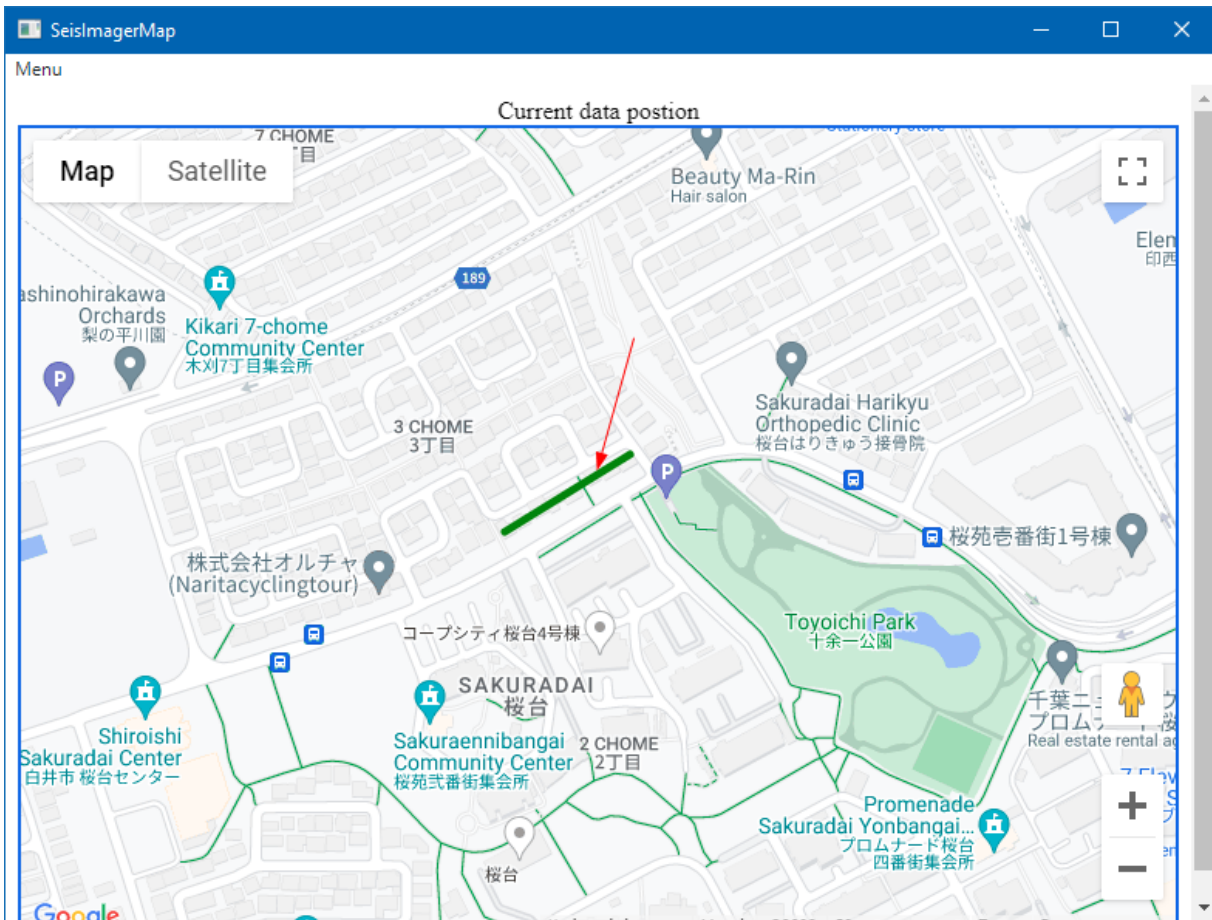 SeisImagerMap
Menu
Current data postion
7 CHOME
Map
Satellite
Stationery store
Beauty Ma-Rin
Hair salon
189
Orchards
梨の平川園
Kikari 7-chome
Community Center
木刈7丁目集会所
P
3 CHOME
3丁目
Sakuradai Harikyu
Orthopedic Clinic
桜台はりきゅう接骨院
P
桜苑壱番街1号棟
株式会社オルチャ
(Naritacyclingtour)
Toyoichi Park
十余一公園
コープシティ桜台4号棟
SAKURADAI
桜台
Shiroishi
Sakuradai Center
白井市 桜台センター
Sakuraennibangai
Community Center
桜苑弐番街集会所
2 CHOME
2丁目
Real estate rental
Promenade
Sakuradai Yonbangai...
プロムナード桜台
四番街集会所
桜台
Google